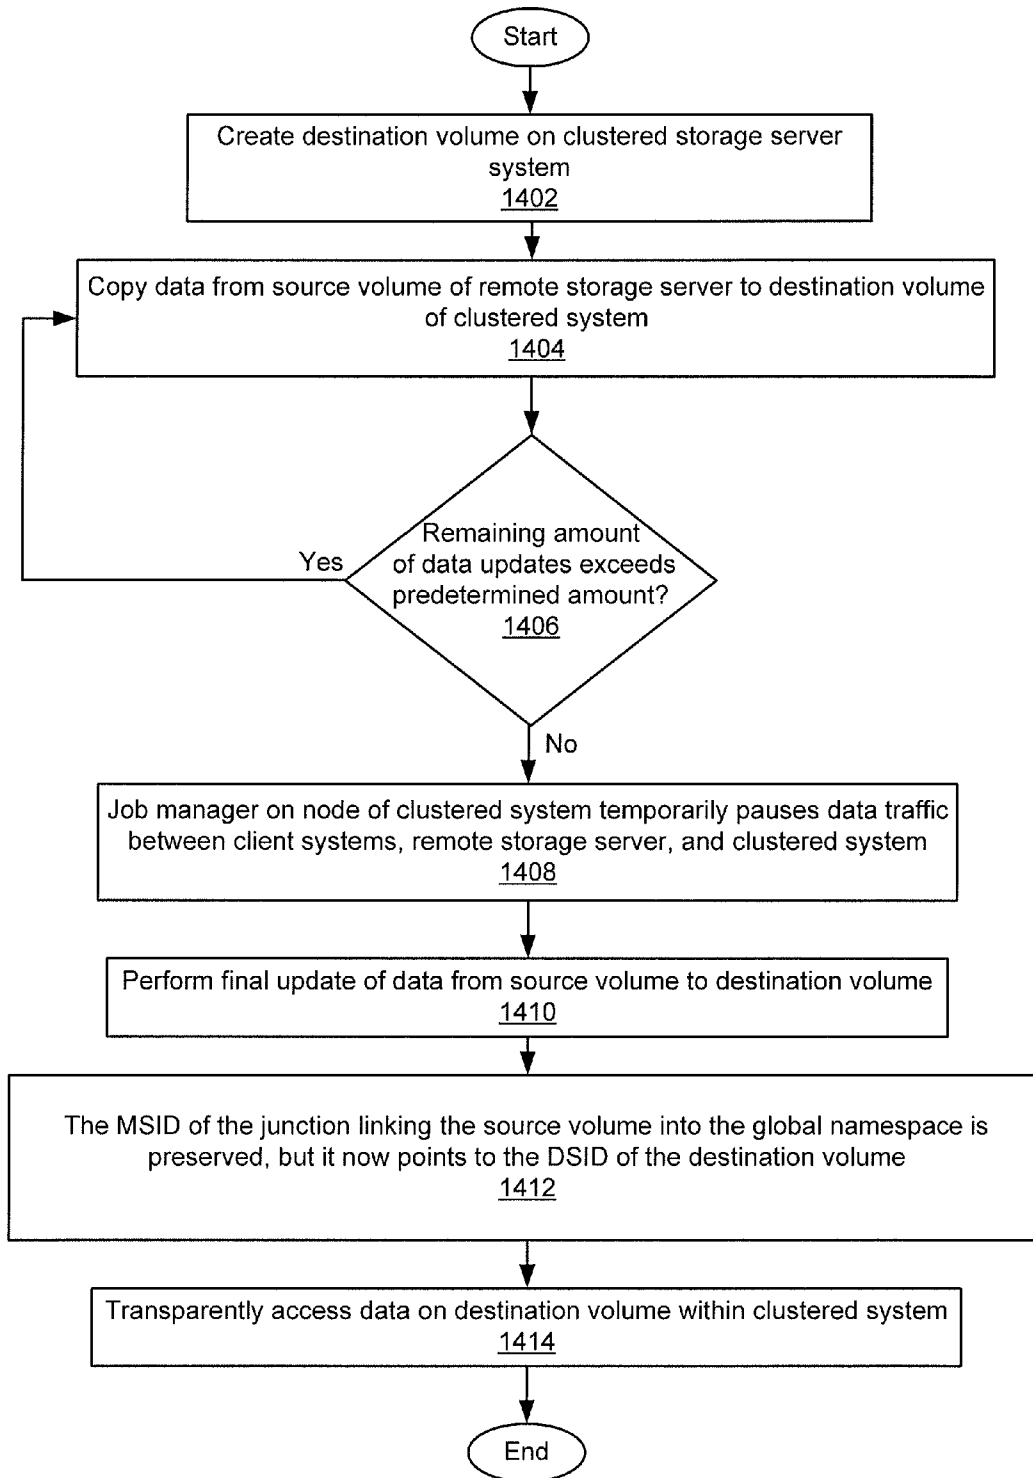 Start
Create destination volume on clustered storage server
system
1402
Copy data from source volume of remote storage server to destination volume
of clustered system
1404
Remaining amount
of data updates exceeds
predetermined amount?
1406
Yes
No
Job manager on node of clustered system temporarily pauses data traffic
between client systems, remote storage server, and clustered system
1408
Perform final update of data from source volume to destination volume
1410
The MSID of the junction linking the source volume into the global namespace is
preserved, but it now points to the DSID of the destination volume
1412
Transparently access data on destination volume within clustered system
1414
End